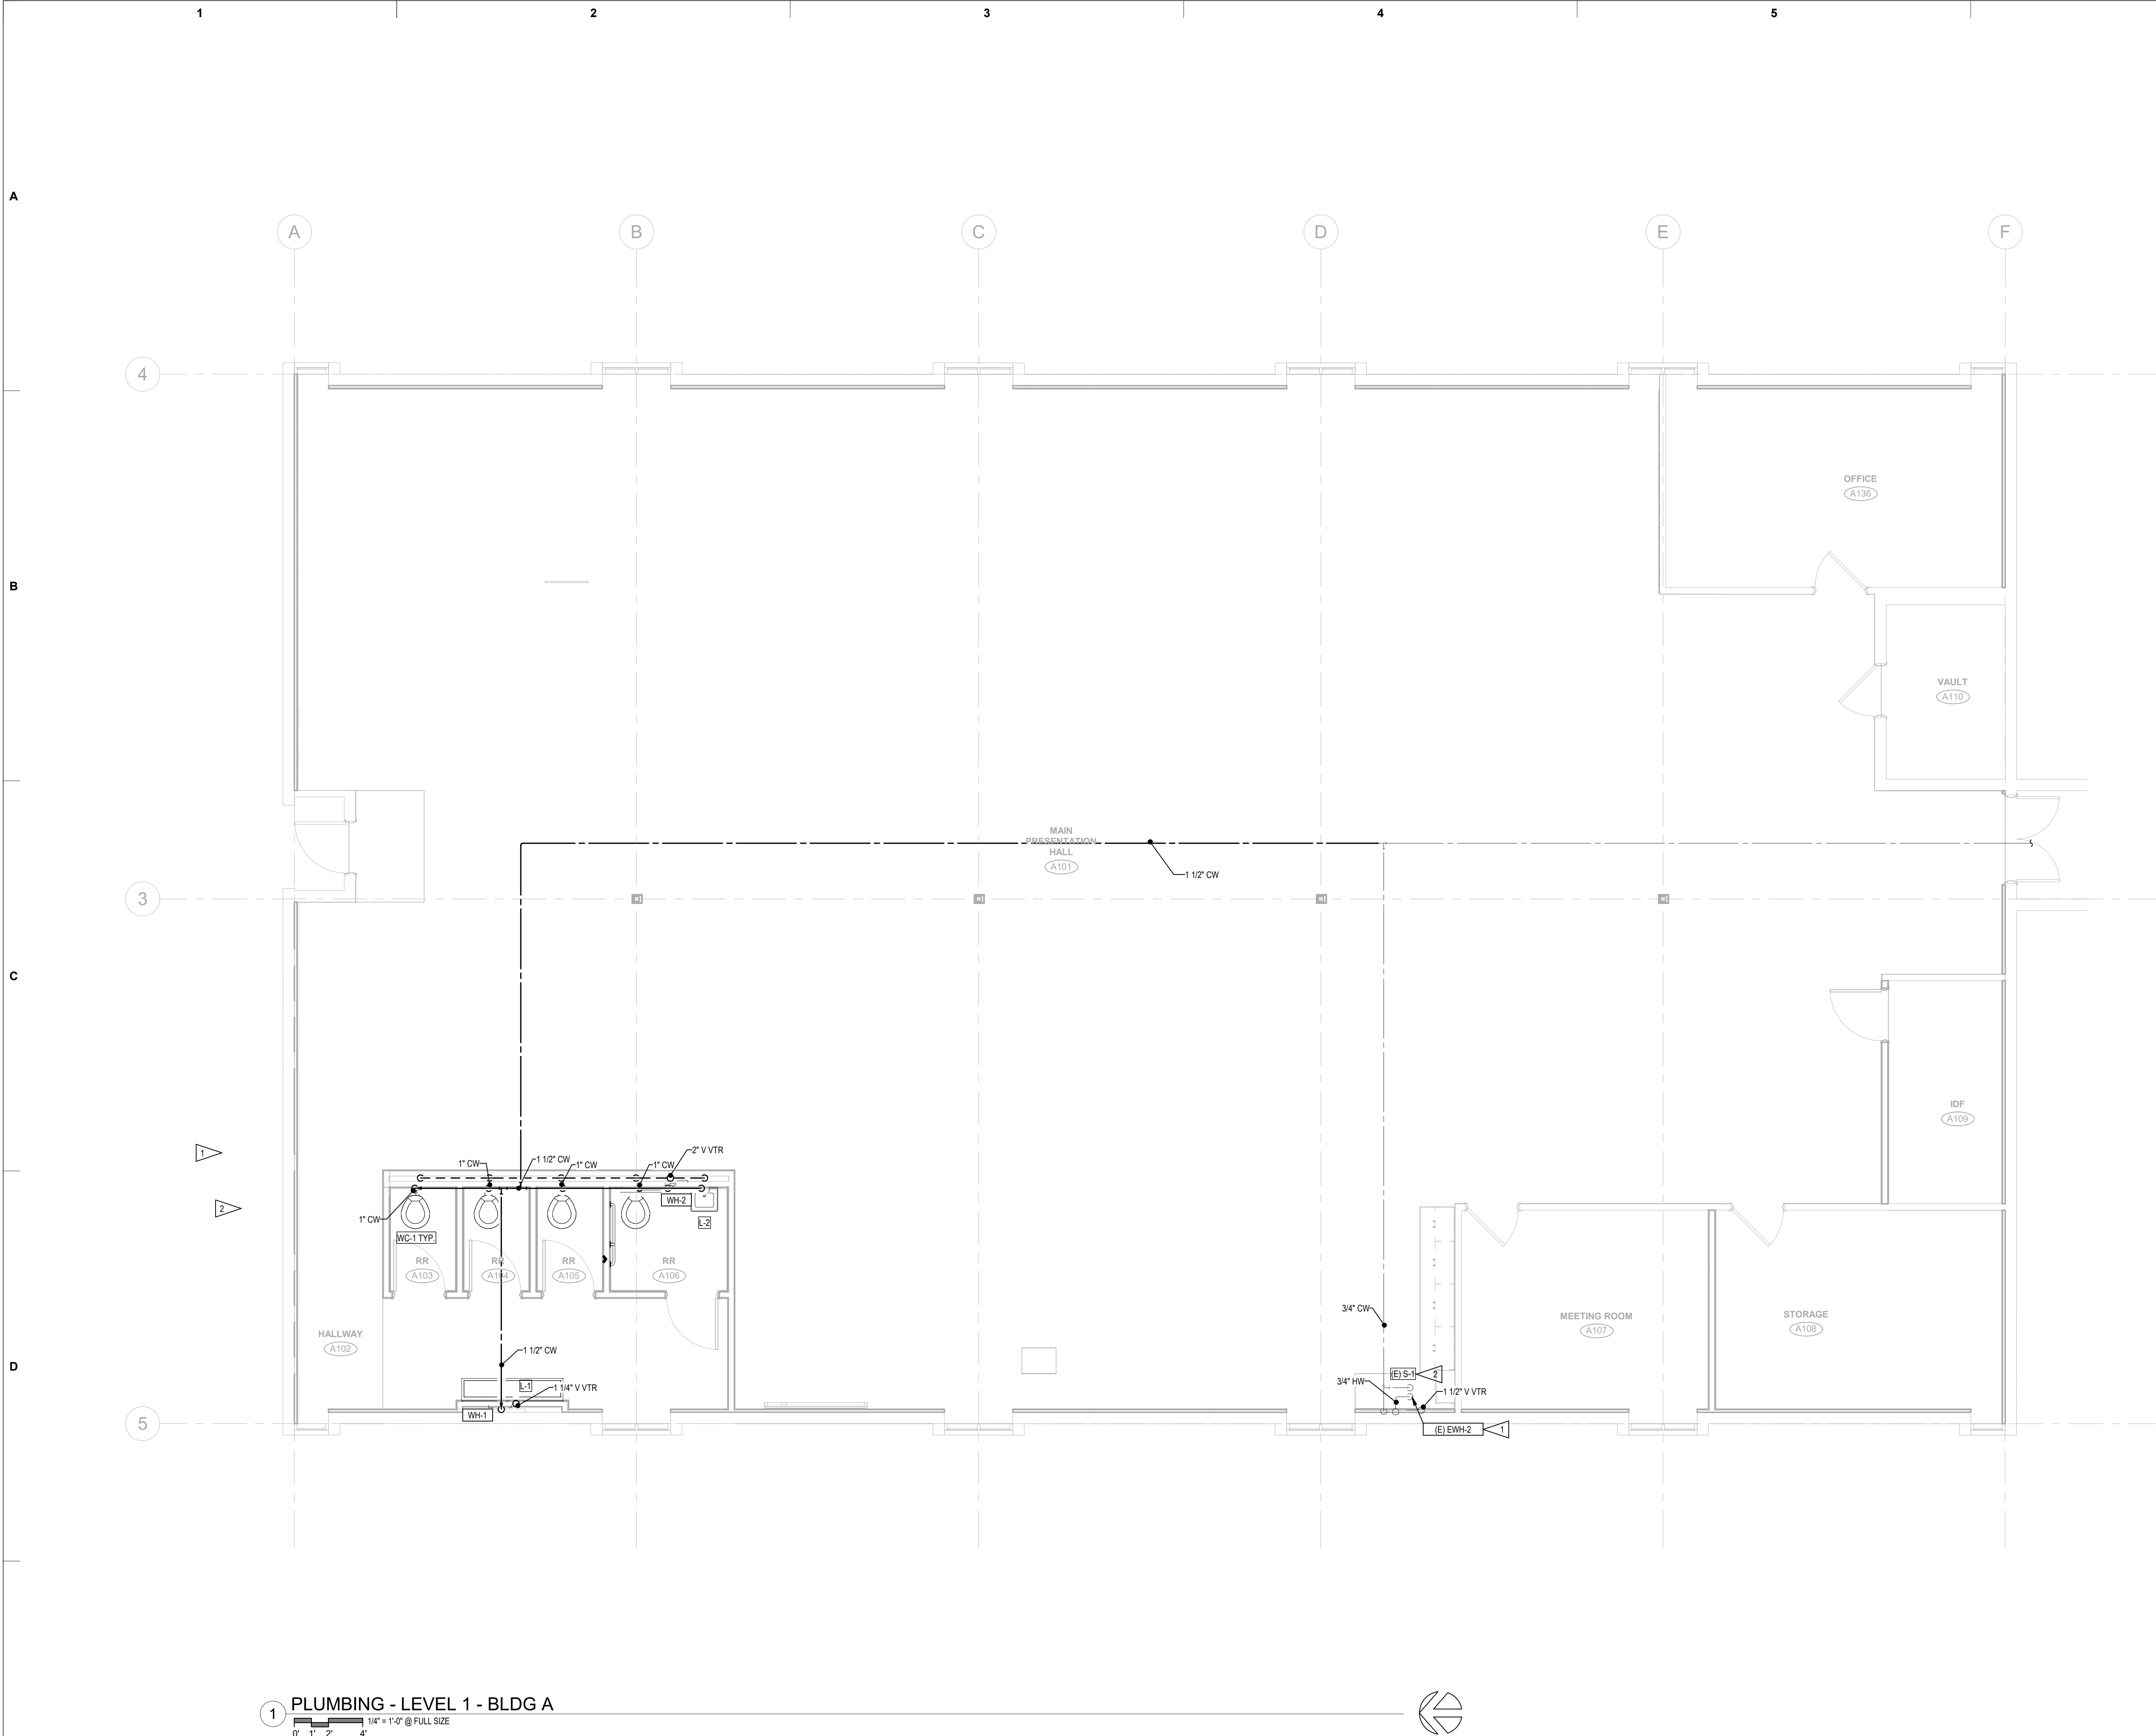 1 2 3 4 5
A
A B C D E F
4
OFFICE
A136
B
VAULT
A110
MAIN
PRESENTATION
HALL
A101
1 1/2" CW
3
C
IDF
A109
1
2
2" V VTR
1" CW
1 1/2" CW
1" CW
1" CW
WH-2
1" CW
L-2
WC-1 TYP.
RR
A103
RR
A104
RR
A105
RR
A106
3/4" CW
MEETING ROOM
A107
STORAGE
A108
HALLWAY
A102
1 1/2" CW
D
(E) S-1
2
3/4" HW
1 1/2" V VTR
L-1
1 1/4" V VTR
WH-1
5
(E) EWH-2
1
1
PLUMBING - LEVEL 1 - BLDG A
1/4" = 1'-0" @ FULL SIZE
0' 1' 2' 4'